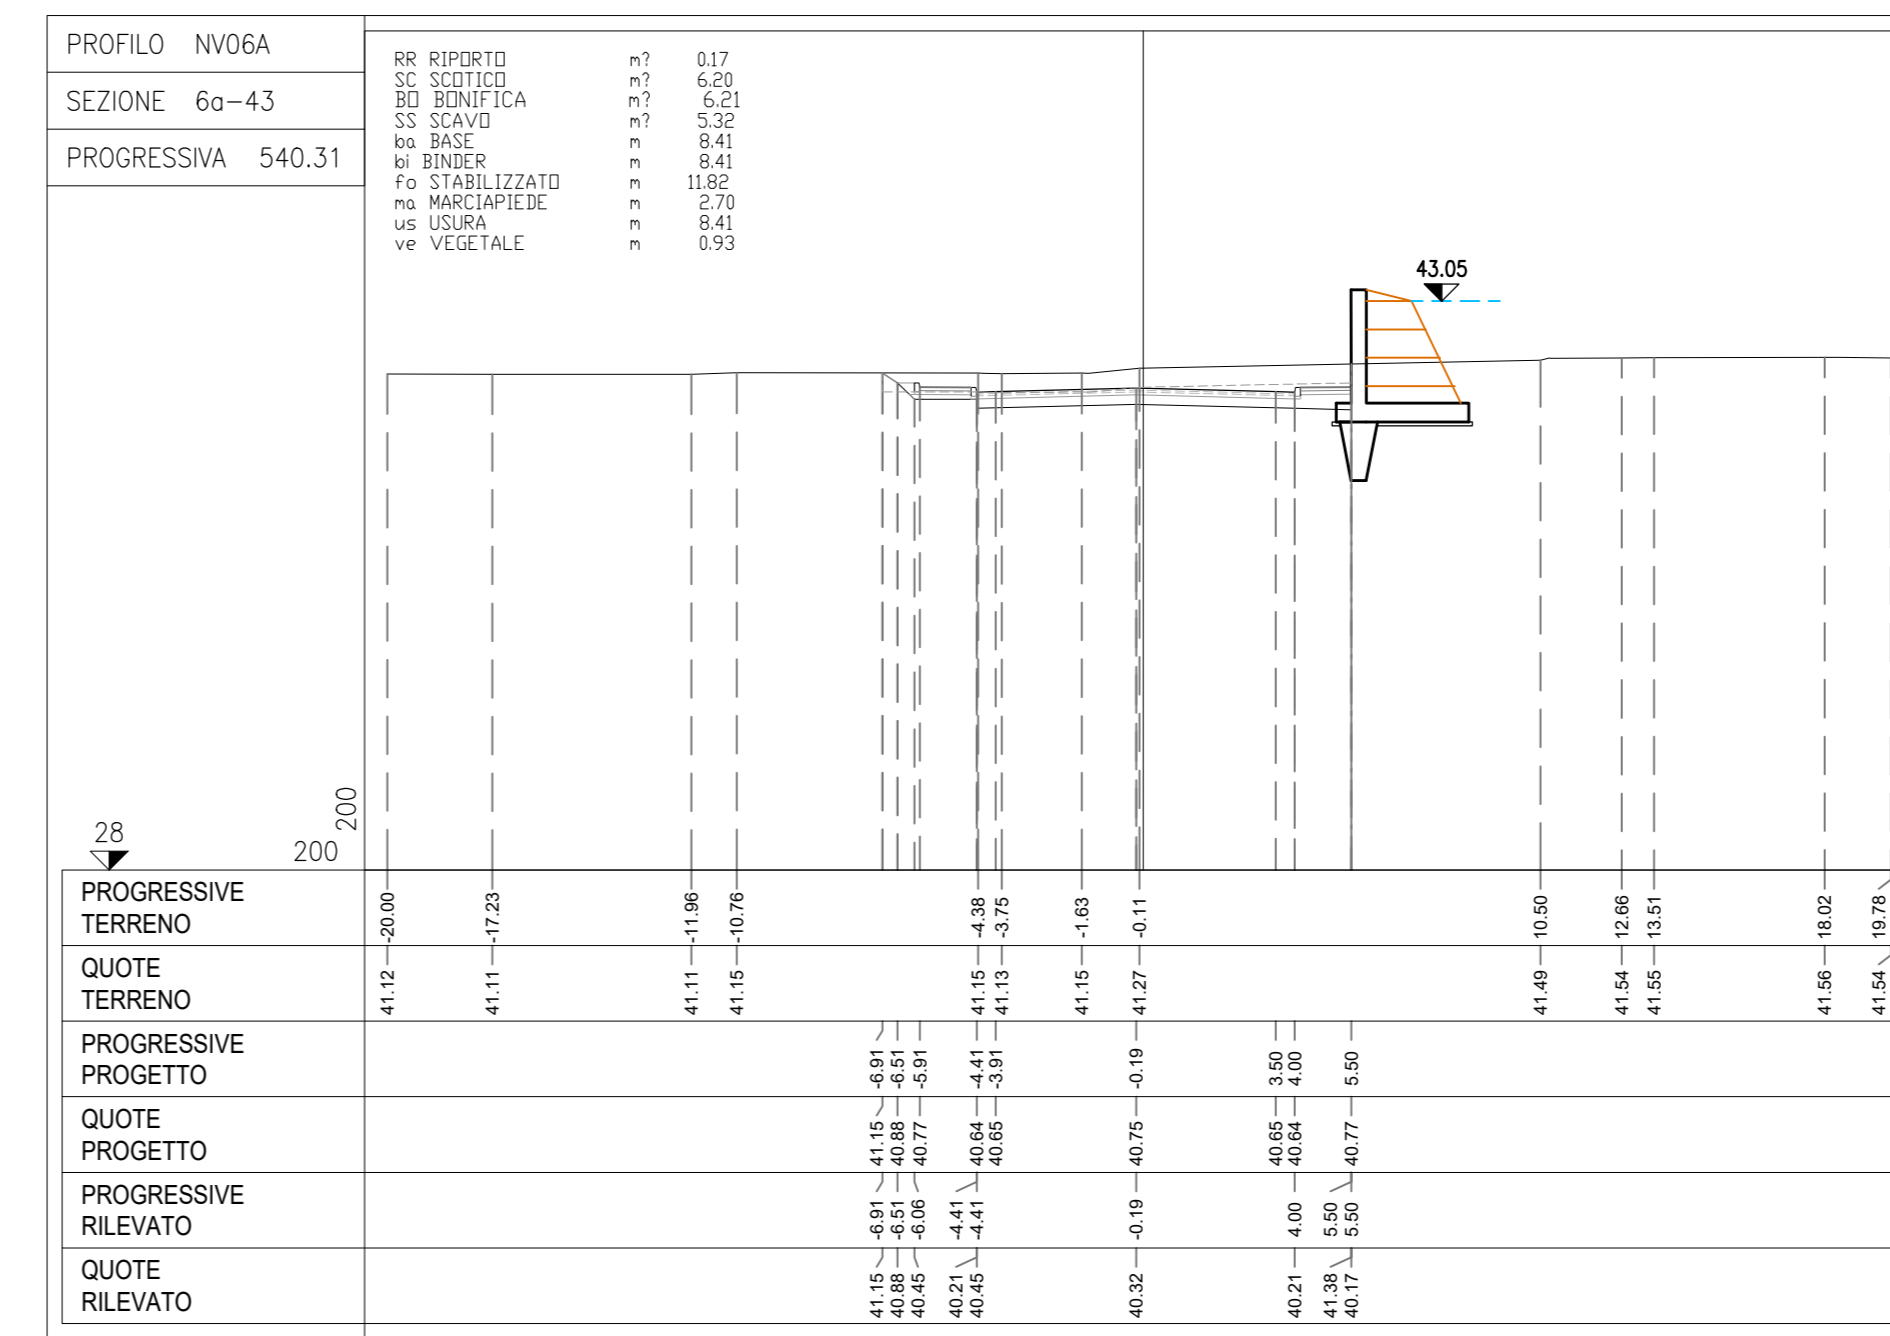 PROFILO NV06A
SEZIONE 6a-43
PROGRESSIVA 540.31
RR RIPORTO m? 0.17
SC SCOTICO m? 6.20
BO BONIFICA m? 6.21
SS SCAVO m? 5.32
ba BASE m 8.41
bi BINDER m 8.41
fo STABILIZZATO m 11.82
ma MARCIAPIEDE m 2.70
us USURA m 8.41
ve VEGETALE m 0.93
43.05
200
28
200
PROGRESSIVE
TERRENO
-20.00 -17.23 -11.96 -10.76 -4.38 -3.75 -1.63 -0.11 10.50 12.66 13.51 18.02 19.78
QUOTE
TERRENO
41.12 41.11 41.11 41.15 41.15 41.13 41.15 41.27 41.49 41.54 41.55 41.56 41.54
PROGRESSIVE
PROGETTO
-6.91 -6.51 -5.91 -4.41 -3.91 -0.19 3.50 4.00 5.50
QUOTE
PROGETTO
41.15 40.88 40.77 40.64 40.65 40.75 40.65 40.64 40.77
PROGRESSIVE
RILEVATO
-6.91 -6.51 -6.06 -4.41 -4.41 -0.19 4.00 5.50 5.50
QUOTE
RILEVATO
41.15 40.88 40.45 40.21 40.45 40.32 40.21 41.38 40.17